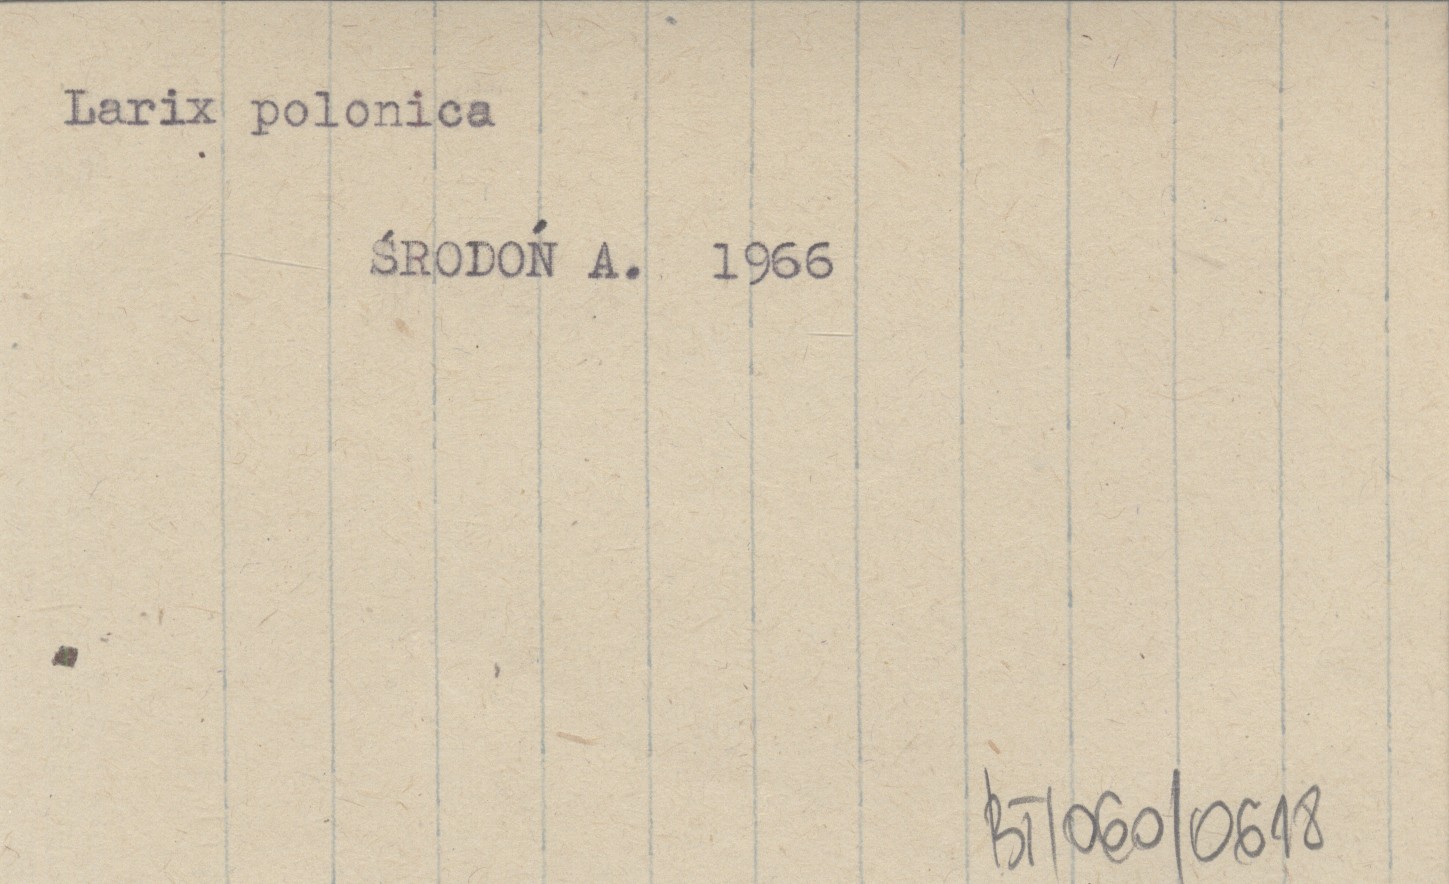 Larix polonica
ŚRODOŃ A. 1966
BT/060/0618